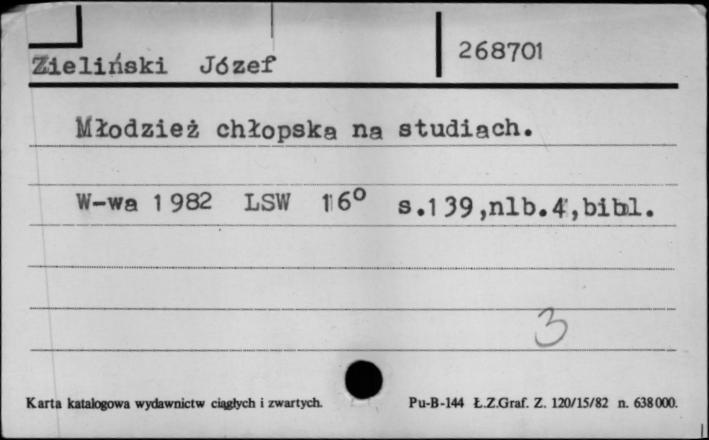 Zieliński Józef 268701
Młodzież chłopska na studiach.
W-wa 1982 LSW 16° s.139,nlb.4,bibl.
3
Karta katalogowa wydawnictw ciągłych i zwartych. Pu-B-144 Ł.Z.Graf. Z. 120/15/82 n. 638000.